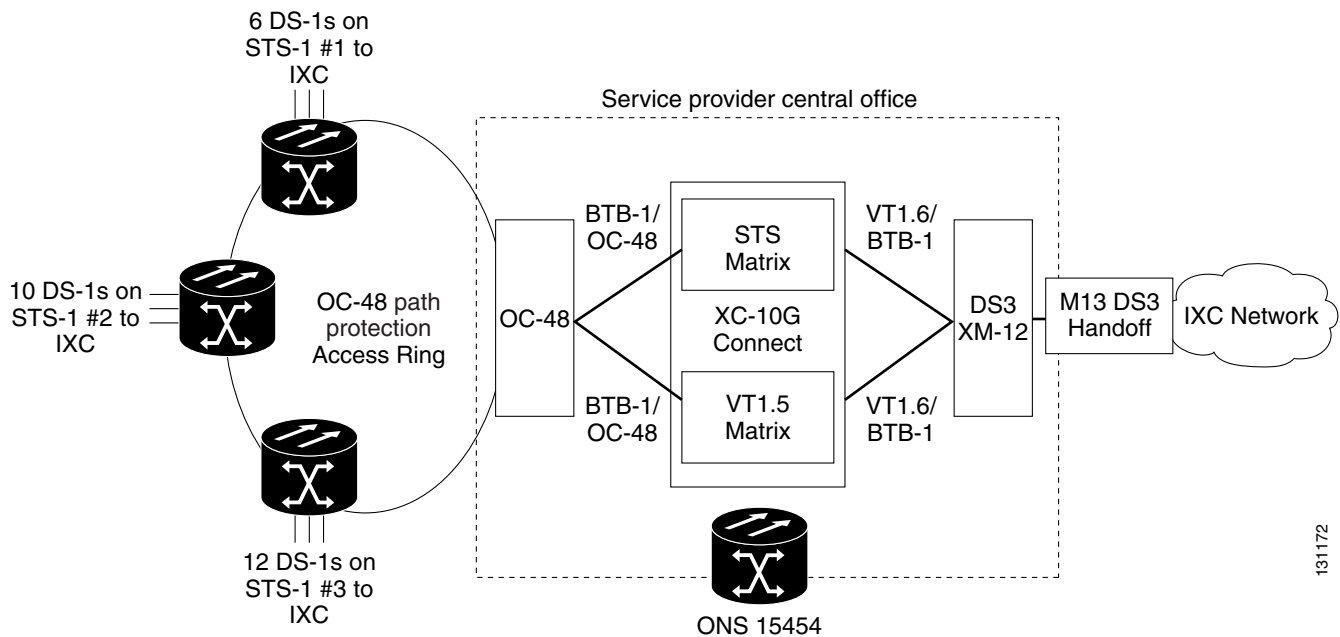 6 DS-1s on
STS-1 #1 to
IXC
Service provider central office
10 DS-1s on
STS-1 #2 to
IXC
OC-48 path
protection
Access Ring
OC-48
BTB-1/
OC-48
BTB-1/
OC-48
STS
Matrix
XC-10G
Connect
VT1.5
Matrix
VT1.6/
BTB-1
VT1.6/
BTB-1
DS3
XM-12
M13 DS3
Handoff
IXC Network
12 DS-1s on
STS-1 #3 to
IXC
ONS 15454
131172